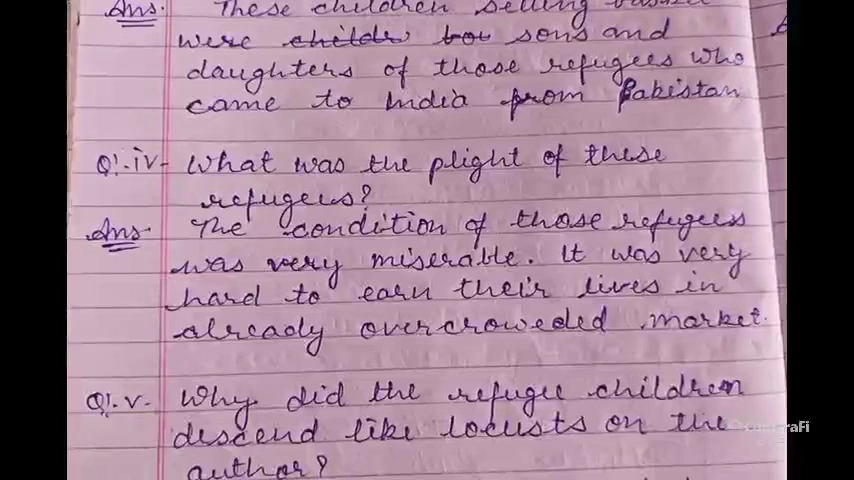 Ans. These children selling
were childr sons and
daughters of those refugees who
came to India from Pakistan
Q!.iv- What was the plight of these
refugees?
Ans. The condition of those refugees
was very miserable. It was very
hard to earn their lives in
already overcroweded market.
Q!.v- Why did the refugee children
descend like locusts on the
author?